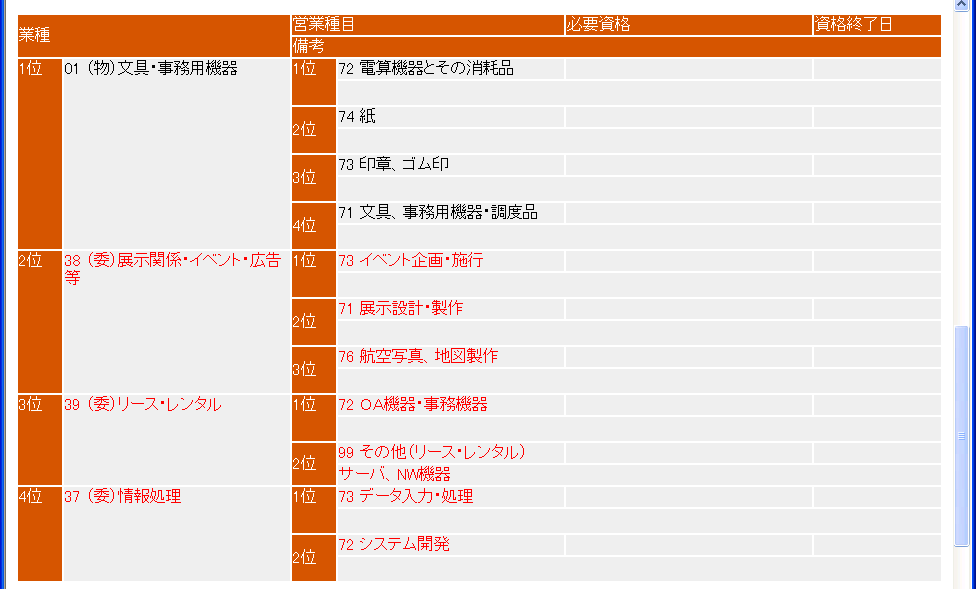 業種 営業種目 必要資格 資格終了日
備考
1位 01 (物)文具・事務用機器 1位 72 電算機器とその消耗品
2位 74 紙
3位 73 印章、ゴム印
4位 71 文具、事務用機器・調度品
2位 38 (委)展示関係・イベント・広告等 1位 73 イベント企画・施行
2位 71 展示設計・製作
3位 76 航空写真、地図製作
3位 39 (委)リース・レンタル 1位 72 OA機器・事務機器
2位 99 その他(リース・レンタル)
サーバ、NW機器
4位 37 (委)情報処理 1位 73 データ入力・処理
2位 72 システム開発